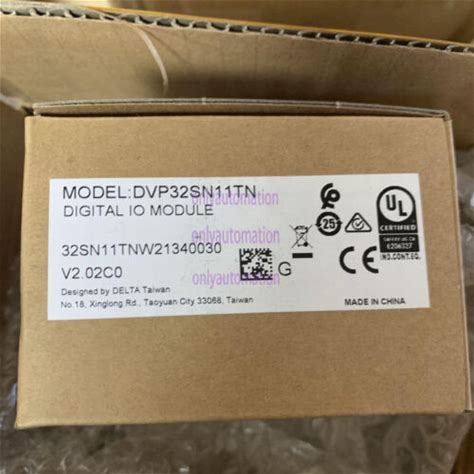 MODEL:DVP32SN11TN
onlyautomation
DIGITAL IO MODULE
onlyautomation
32SN11TNW21340030
onlyautomation
V2.02C0
onlyautomation
G
Designed by DELTA Taiwan
No.18, Xinglong Rd., Taoyuan City 33068, Taiwan
MADE IN CHINA
25
UL
CERTIFIED
IND.CONT.EQ.